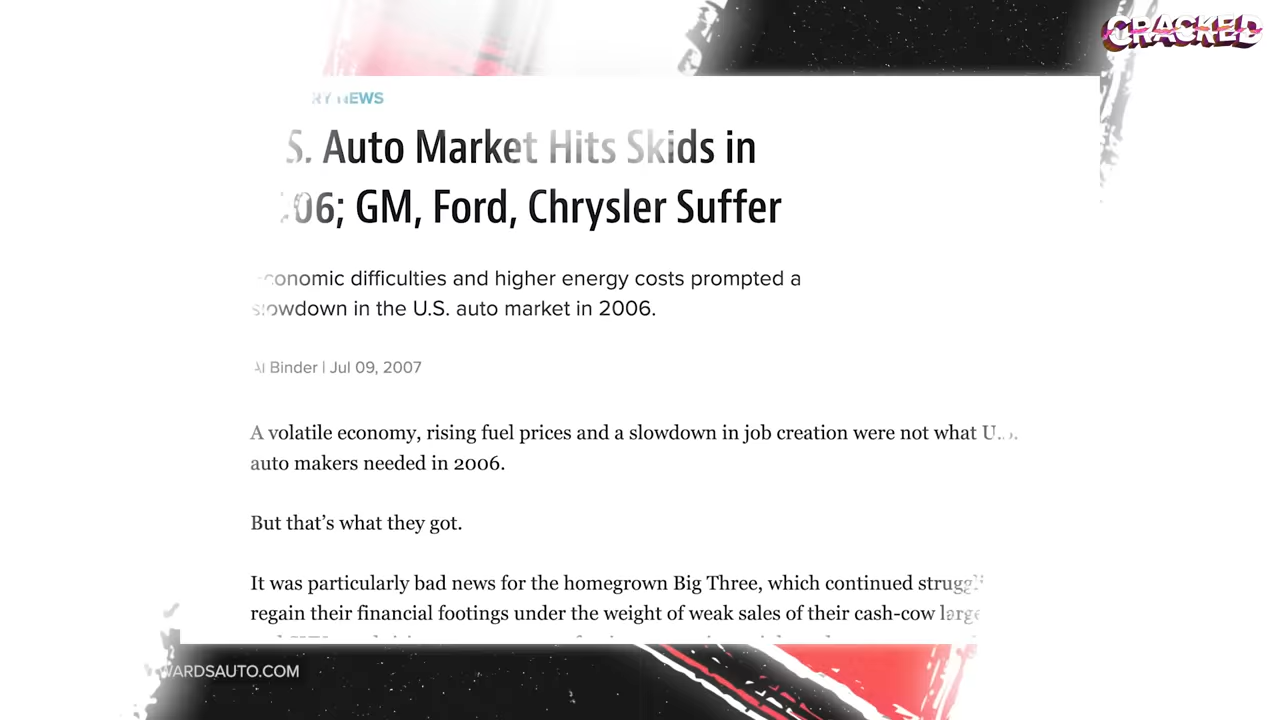 CRACKED
NEWS
S. Auto Market Hits Skids in
06; GM, Ford, Chrysler Suffer
conomic difficulties and higher energy costs prompted a
slowdown in the U.S. auto market in 2006.
Al Binder | Jul 09, 2007
A volatile economy, rising fuel prices and a slowdown in job creation were not what U.S.
auto makers needed in 2006.
But that's what they got.
It was particularly bad news for the homegrown Big Three, which continued
regain their financial footings under the weight of weak sales of their cash-cow large
WARDSAUTO.COM